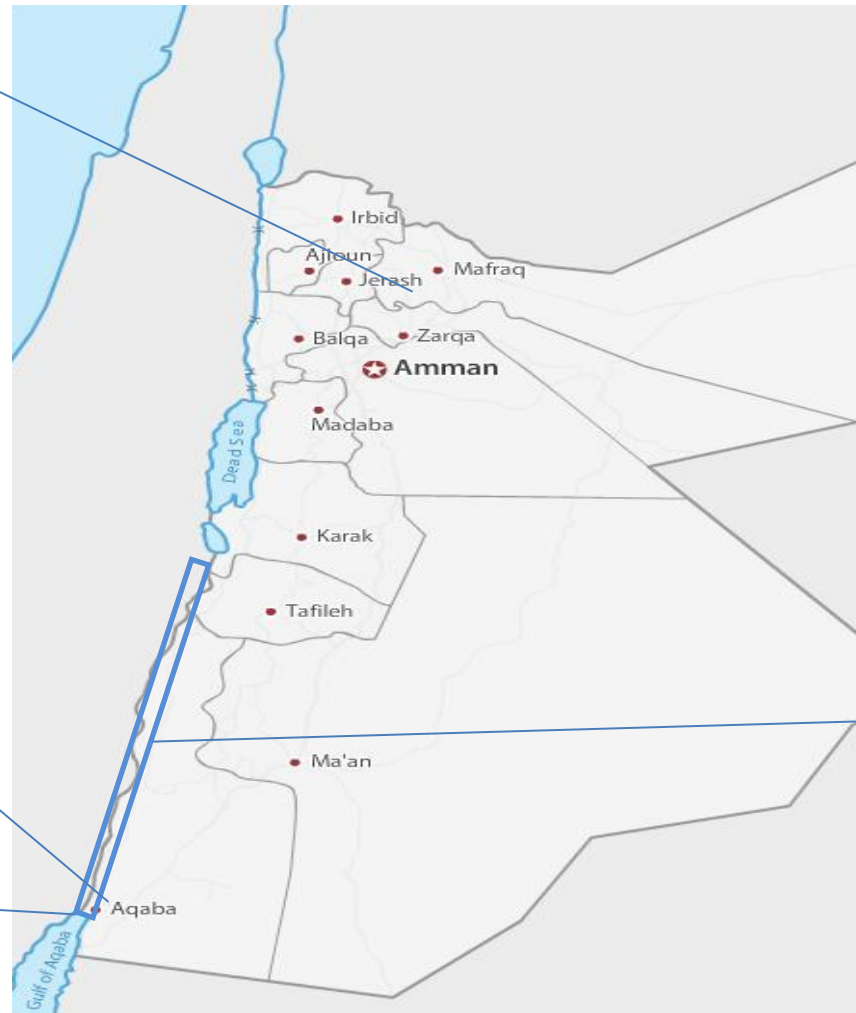 Irbid
Ajloun
Mafraq
Jerash
Balqa
Zarqa
Amman
Madaba
Dead Sea
Karak
Tafileh
Ma'an
Aqaba
Gulf of Aqaba